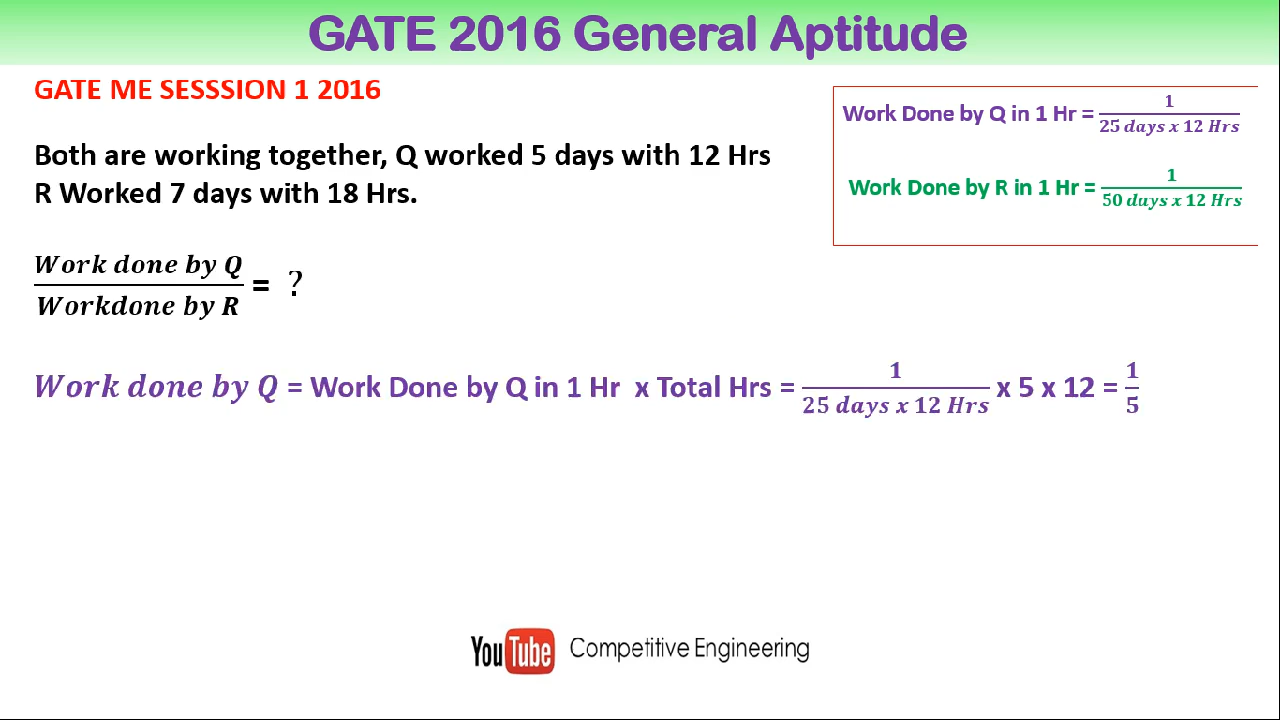 GATE 2016 General Aptitude
GATE ME SESSSION 1 2016
Work Done by Q in 1 Hr = 1 / 25 days x 12 Hrs
Both are working together, Q worked 5 days with 12 Hrs
R Worked 7 days with 18 Hrs.
Work Done by R in 1 Hr = 1 / 50 days x 12 Hrs
Work done by Q / Workdone by R = ?
Work done by Q = Work Done by Q in 1 Hr x Total Hrs = 1 / 25 days x 12 Hrs x 5 x 12 = 1 / 5
YouTube Competitive Engineering